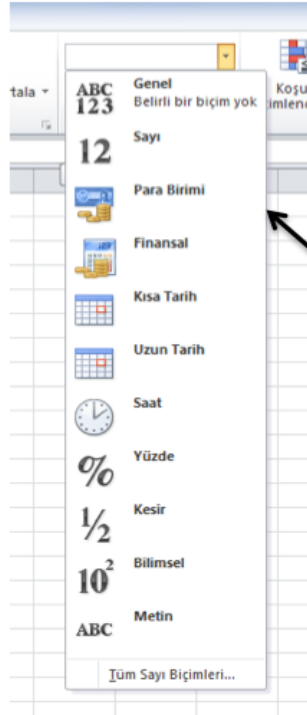 tala
Koşu
ABC
123
Genel
Belirli bir biçim yok
imlenc
12
Sayı
Para Birimi
Finansal
Kısa Tarih
Uzun Tarih
Saat
%
Yüzde
1/2
Kesir
10²
Bilimsel
ABC
Metin
Tüm Sayı Biçimleri...